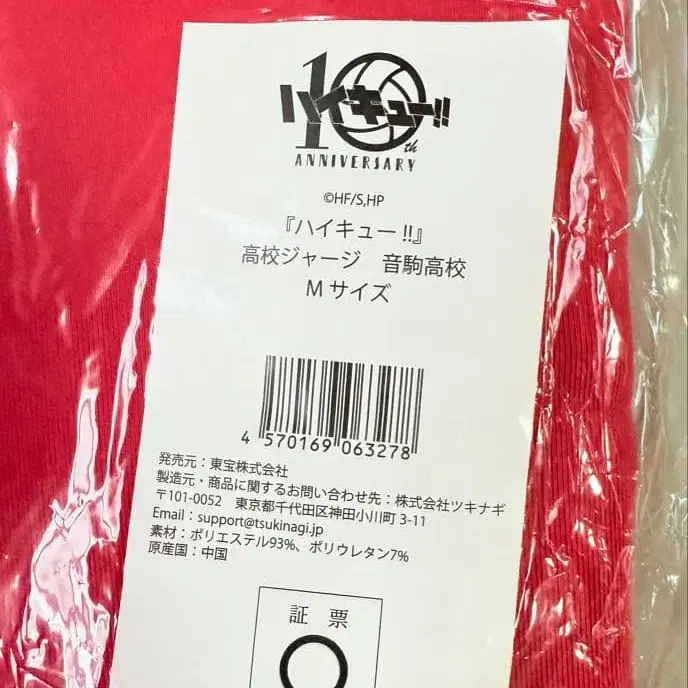 10th
ハイキュー!!
ANNIVERSARY
©HF/S,HP
『ハイキュー!!』
高校ジャージ　音駒高校
Mサイズ
4 570169 063278
発売元：東宝株式会社
製造元・商品に関するお問い合わせ先：株式会社ツキナギ
〒101-0052　東京都千代田区神田小川町 3-11
Email：support@tsukinagi.jp
素材：ポリエステル93%、ポリウレタン7%
原産国：中国
証 票